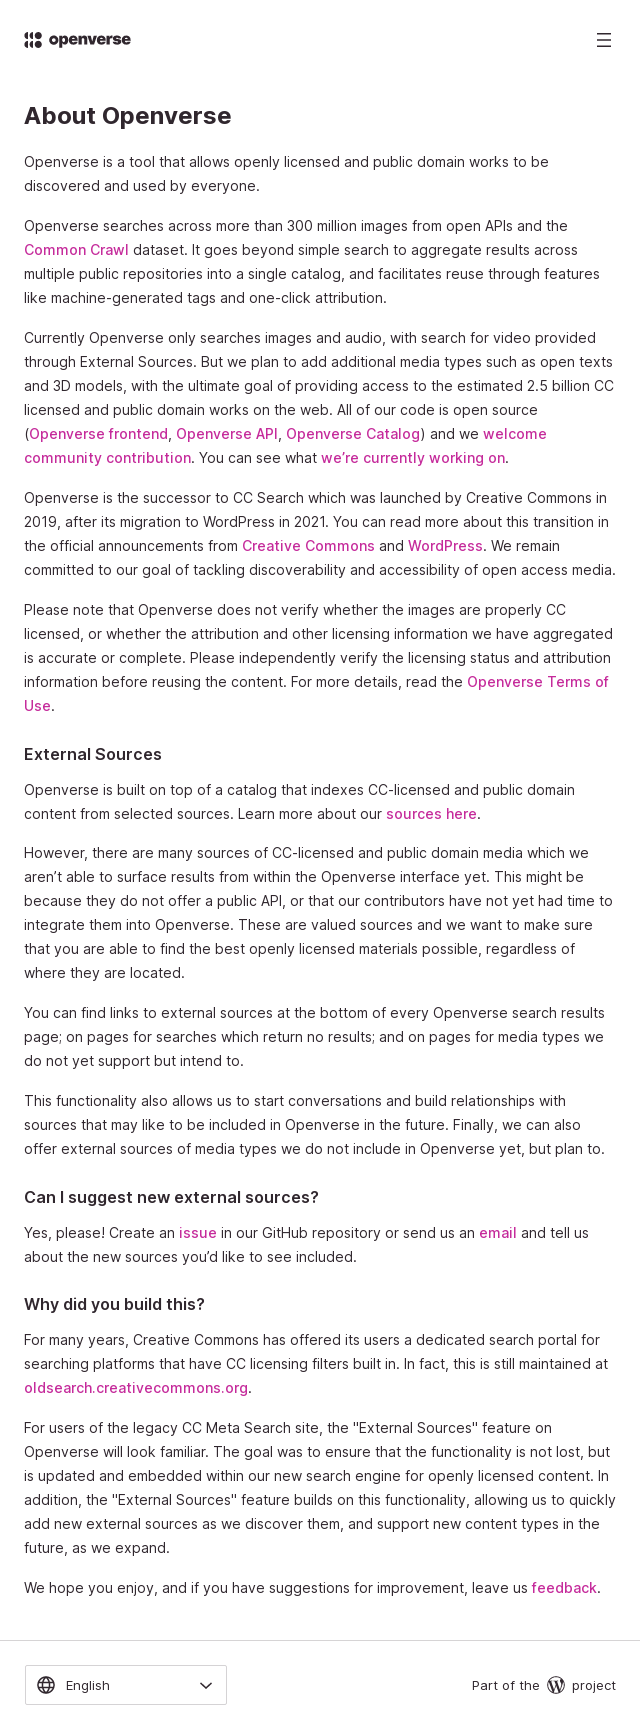 openverse
About Openverse
Openverse is a tool that allows openly licensed and public domain works to be
discovered and used by everyone.
Openverse searches across more than 300 million images from open APIs and the
Common Crawl dataset. It goes beyond simple search to aggregate results across
multiple public repositories into a single catalog, and facilitates reuse through features
like machine-generated tags and one-click attribution.
Currently Openverse only searches images and audio, with search for video provided
through External Sources. But we plan to add additional media types such as open texts
and 3D models, with the ultimate goal of providing access to the estimated 2.5 billion CC
licensed and public domain works on the web. All of our code is open source
(Openverse frontend, Openverse API, Openverse Catalog) and we welcome
community contribution. You can see what we’re currently working on.
Openverse is the successor to CC Search which was launched by Creative Commons in
2019, after its migration to WordPress in 2021. You can read more about this transition in
the official announcements from Creative Commons and WordPress. We remain
committed to our goal of tackling discoverability and accessibility of open access media.
Please note that Openverse does not verify whether the images are properly CC
licensed, or whether the attribution and other licensing information we have aggregated
is accurate or complete. Please independently verify the licensing status and attribution
information before reusing the content. For more details, read the Openverse Terms of
Use.
External Sources
Openverse is built on top of a catalog that indexes CC-licensed and public domain
content from selected sources. Learn more about our sources here.
However, there are many sources of CC-licensed and public domain media which we
aren’t able to surface results from within the Openverse interface yet. This might be
because they do not offer a public API, or that our contributors have not yet had time to
integrate them into Openverse. These are valued sources and we want to make sure
that you are able to find the best openly licensed materials possible, regardless of
where they are located.
You can find links to external sources at the bottom of every Openverse search results
page; on pages for searches which return no results; and on pages for media types we
do not yet support but intend to.
This functionality also allows us to start conversations and build relationships with
sources that may like to be included in Openverse in the future. Finally, we can also
offer external sources of media types we do not include in Openverse yet, but plan to.
Can I suggest new external sources?
Yes, please! Create an issue in our GitHub repository or send us an email and tell us
about the new sources you’d like to see included.
Why did you build this?
For many years, Creative Commons has offered its users a dedicated search portal for
searching platforms that have CC licensing filters built in. In fact, this is still maintained at
oldsearch.creativecommons.org.
For users of the legacy CC Meta Search site, the "External Sources" feature on
Openverse will look familiar. The goal was to ensure that the functionality is not lost, but
is updated and embedded within our new search engine for openly licensed content. In
addition, the "External Sources" feature builds on this functionality, allowing us to quickly
add new external sources as we discover them, and support new content types in the
future, as we expand.
We hope you enjoy, and if you have suggestions for improvement, leave us feedback.
English
Part of the project